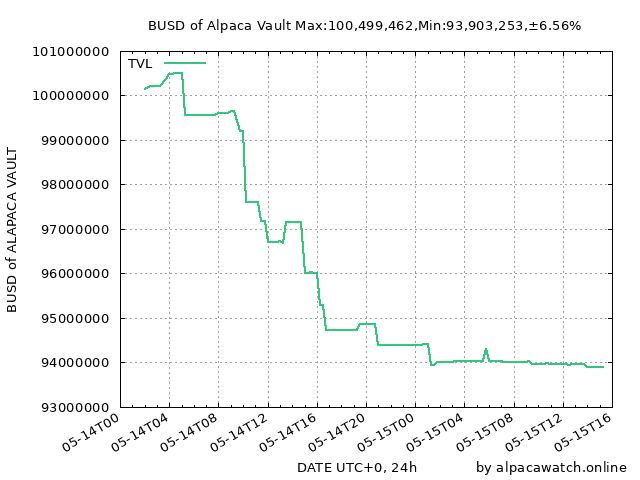 BUSD of Alpaca Vault Max:100,499,462,Min:93,903,253,±6.56%
TVL
101000000
100000000
99000000
98000000
97000000
96000000
95000000
94000000
93000000
BUSD of ALAPACA VAULT
05-14T00
05-14T04
05-14T08
05-14T12
05-14T16
05-14T20
05-15T00
05-15T04
05-15T08
05-15T12
05-15T16
DATE UTC+0, 24h
by alpacawatch.online